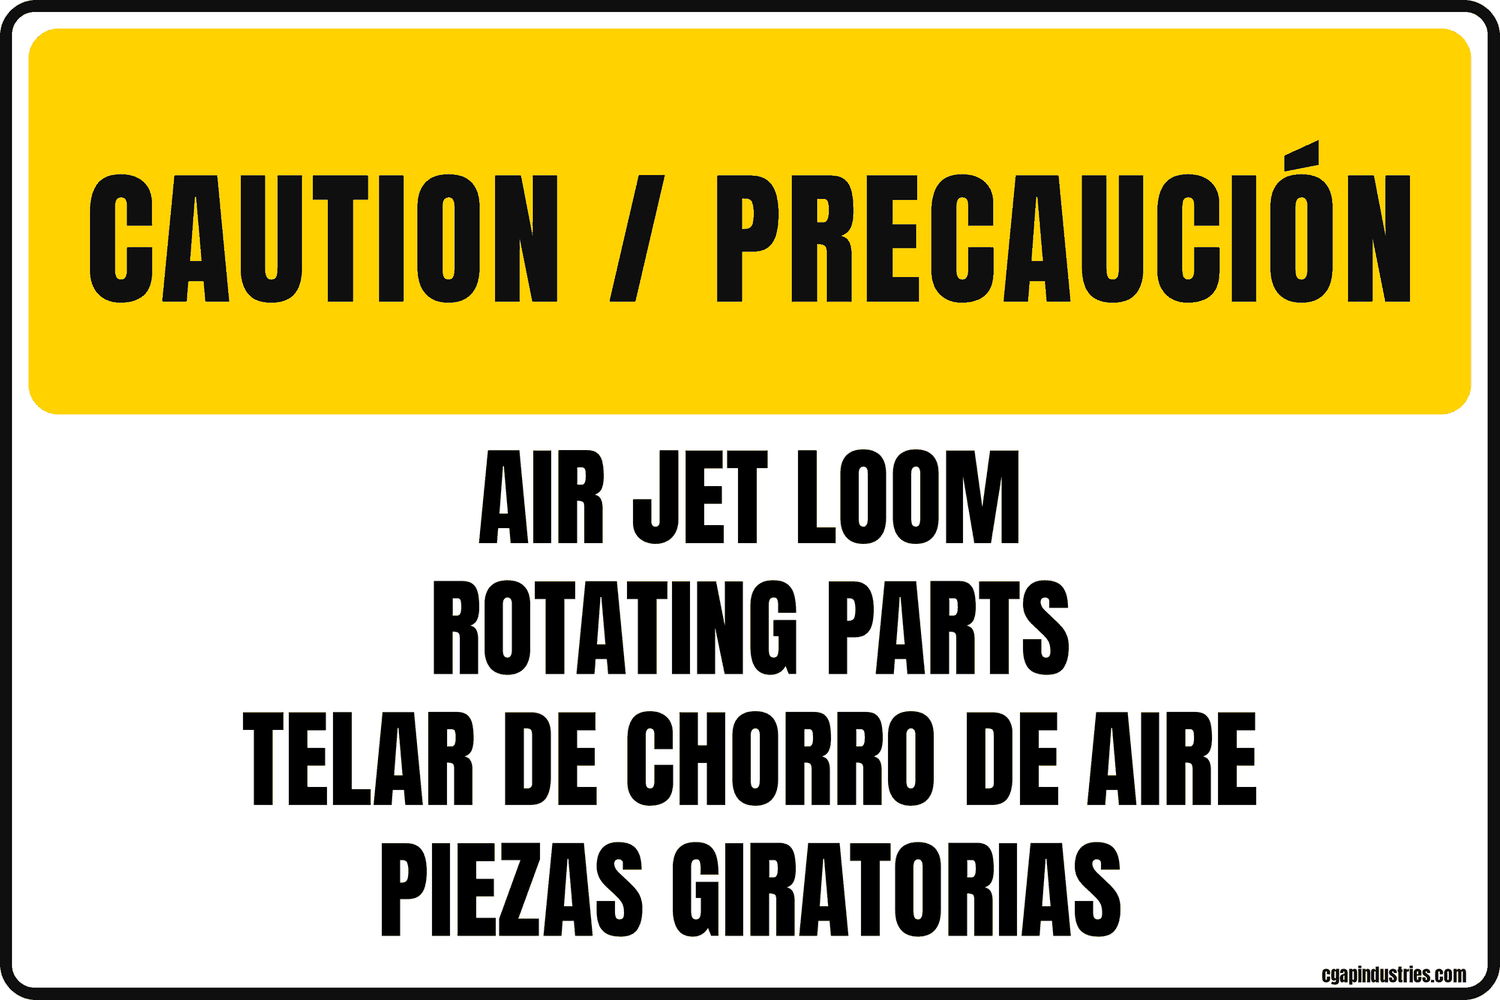 CAUTION / PRECAUCIÓN
AIR JET LOOM
ROTATING PARTS
TELAR DE CHORRO DE AIRE
PIEZAS GIRATORIAS
cgapindustries.com